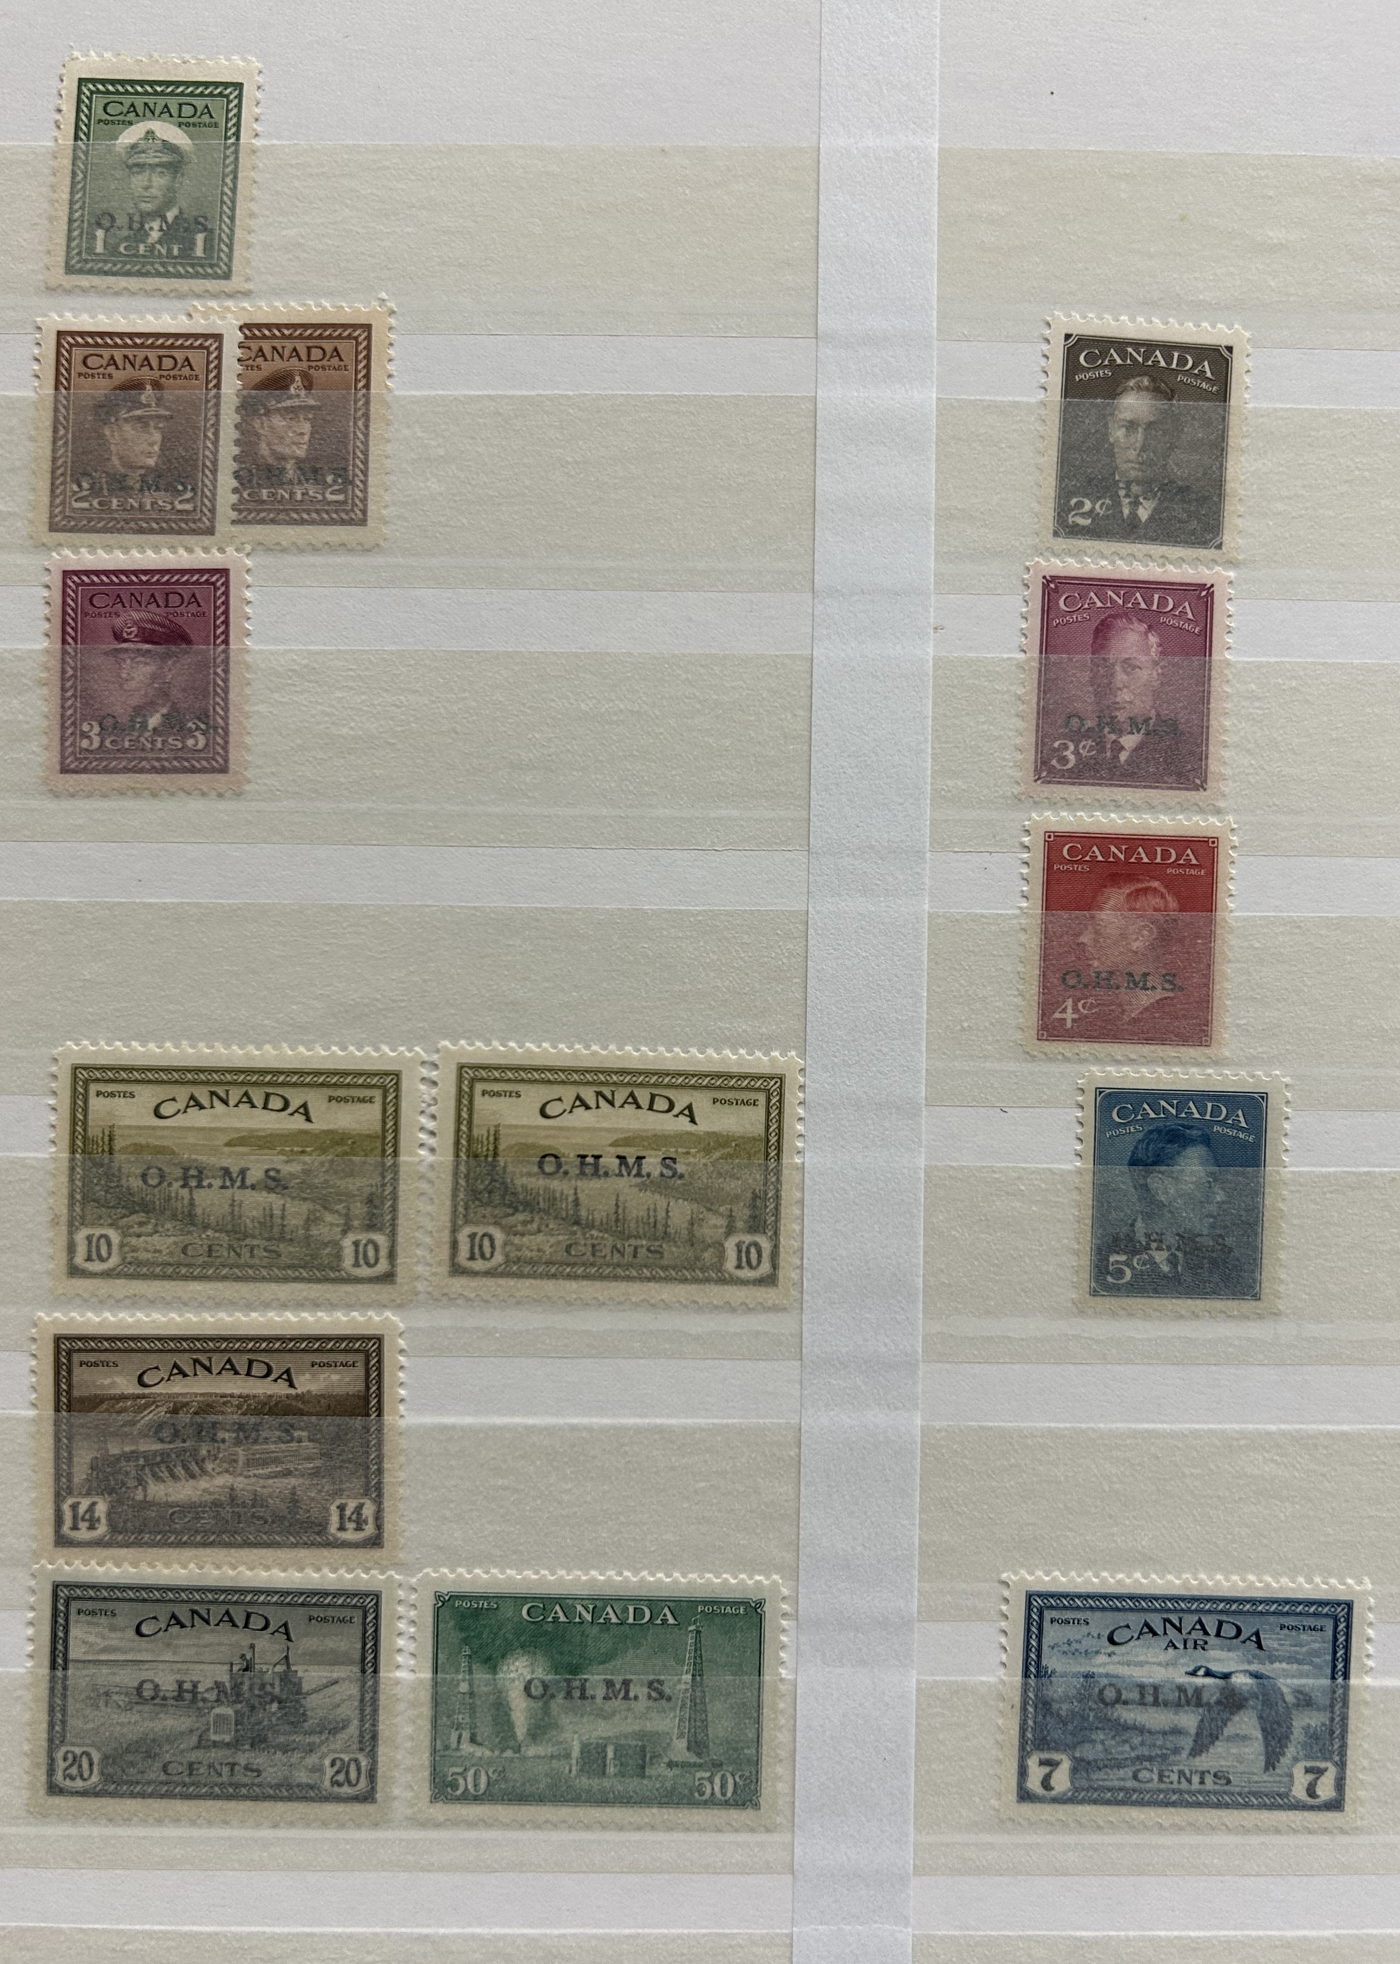 CANADA
POSTES POSTAGE
O.H.M.S.
1 CENT 1
CANADA
POSTES POSTAGE
O.H.M.S.
2 CENTS 2
CANADA
POSTAGE
O.H.M.S.
CENTS 2
CANADA
POSTES POSTAGE
O.H.M.S.
3 CENTS 3
POSTES CANADA POSTAGE
O.H.M.S.
10 CENTS 10
POSTES CANADA POSTAGE
O.H.M.S.
10 CENTS 10
POSTES CANADA POSTAGE
O.H.M.S.
14 CENTS 14
POSTES CANADA POSTAGE
O.H.M.S.
20 CENTS 20
POSTES CANADA POSTAGE
O.H.M.S.
50¢ 50¢
CANADA
POSTES POSTAGE
2¢
CANADA
POSTES POSTAGE
O.H.M.S.
3¢
CANADA
POSTES POSTAGE
O.H.M.S.
4¢
CANADA
POSTES POSTAGE
O.H.M.S.
5¢
POSTES CANADA POSTAGE
AIR
O.H.M.S.
7 CENTS 7